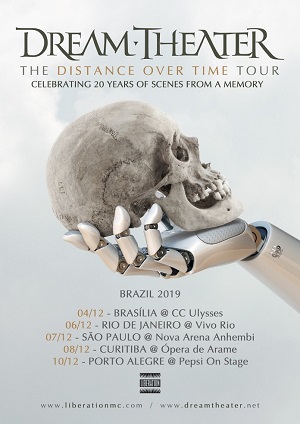 DREAM·THEATER
THE DISTANCE OVER TIME TOUR
CELEBRATING 20 YEARS OF SCENES FROM A MEMORY
BRAZIL 2019
04/12 - BRASÍLIA @ CC Ulysses
06/12 - RIO DE JANEIRO @ Vivo Rio
07/12 - SÃO PAULO @ Nova Arena Anhembi
08/12 - CURITIBA @ Ópera de Arame
10/12 - PORTO ALEGRE @ Pepsi On Stage
LIBERATION
www.liberationmc.com / www.dreamtheater.net